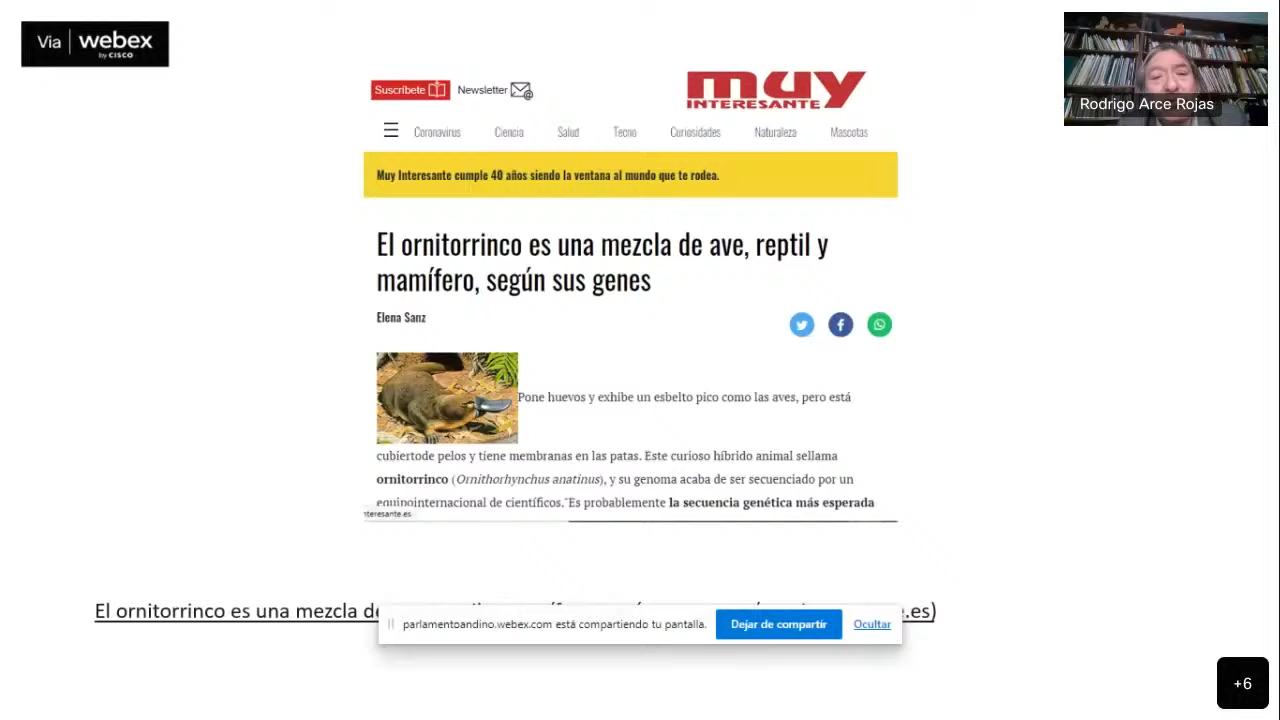 Via webex
by CISCO
Rodrigo Arce Rojas
Suscríbete Newsletter
muy
INTERESANTE
Coronavirus Ciencia Salud Tecno Curiosidades Naturaleza Mascotas
Muy Interesante cumple 40 años siendo la ventana al mundo que te rodea.
El ornitorrinco es una mezcla de ave, reptil y
mamífero, según sus genes
Elena Sanz
Pone huevos y exhibe un esbelto pico como las aves, pero está
cubiertode pelos y tiene membranas en las patas. Este curioso híbrido animal sellama
ornitorrinco (Ornithorhynchus anatinus), y su genoma acaba de ser secuenciado por un
equipointernacional de científicos."Es probablemente la secuencia genética más esperada
nteresante.es
El ornitorrinco es una mezcla .es)
parlamentoandino.webex.com está compartiendo tu pantalla. Dejar de compartir Ocultar
+6